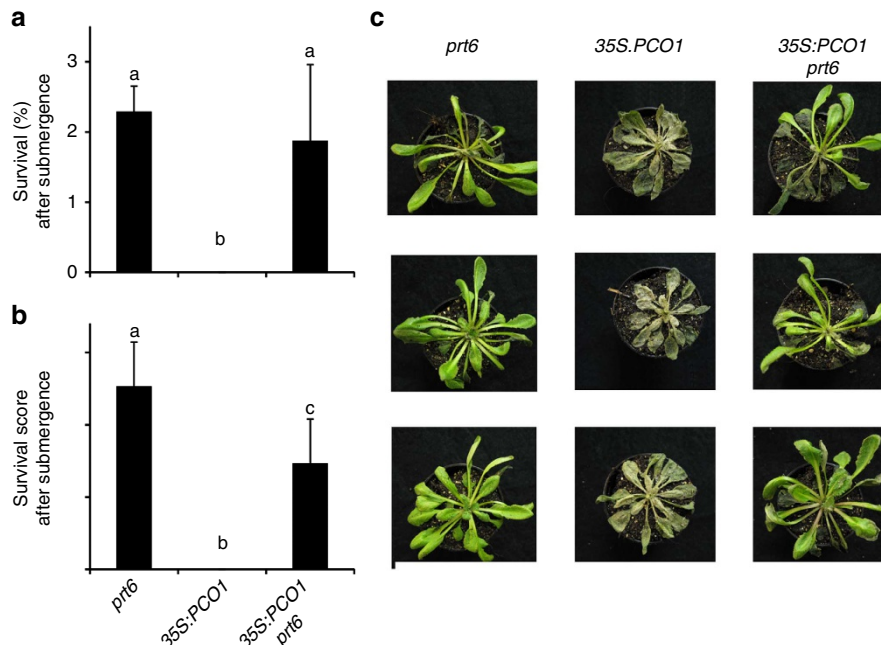 a
Survival (%)
after submergence
3
2
1
0
a
b
a
b
Survival score
after submergence
a
b
c
prt6
35S:PCO1
35S:PCO1
prt6
c
prt6
35S.PCO1
35S:PCO1
prt6